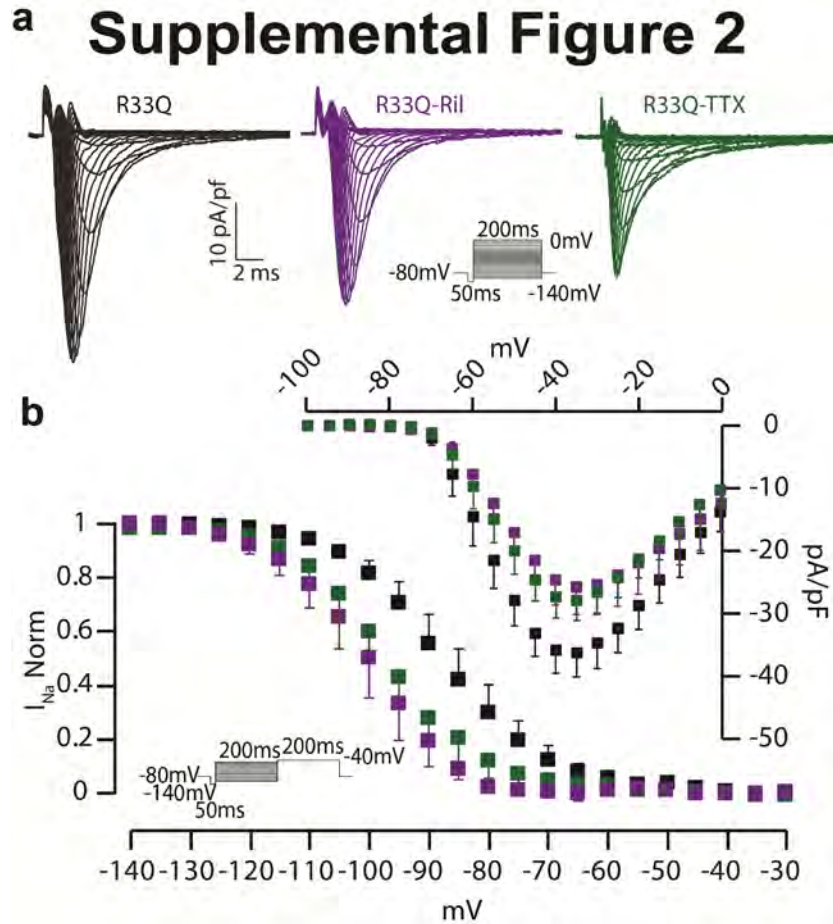 a Supplemental Figure 2
R33Q
R33Q-Ril
R33Q-TTX
10 pA/pf
2 ms
200ms
0mV
-80mV
50ms
-140mV
mV
-100
-80
-60
-40
-20
0
b
0
-10
-20
-30
-40
-50
pA/pF
1
0.8
0.6
0.4
0.2
0
INa Norm
200ms
200ms
-40mV
-80mV
-140mV
50ms
-140 -130 -120 -110 -100 -90 -80 -70 -60 -50 -40 -30
mV